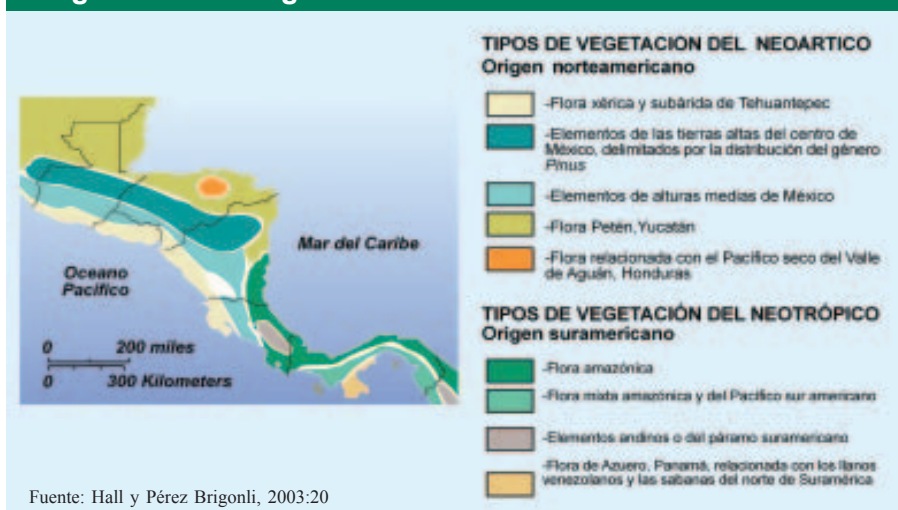 TIPOS DE VEGETACIÓN DEL NEOÁRTICO
Origen norteamericano
-Flora xérica y subárida de Tehuantepec
-Elementos de las tierras altas del centro de
México, delimitados por la distribución del género
Pinus
-Elementos de alturas medias de México
-Flora Petén, Yucatán
-Flora relacionada con el Pacífico seco del Valle
de Aguán, Honduras
Mar del Caribe
Oceano
Pacífico
0 200 miles
0 300 Kilometers
TIPOS DE VEGETACIÓN DEL NEOTRÓPICO
Origen suramericano
-Flora amazónica
-Flora mixta amazónica y del Pacífico sur americano
-Elementos andinos o del páramo suramericano
-Flora de Azuero, Panamá, relacionada con los llanos
venezolanos y las sabanas del norte de Suramérica
Fuente: Hall y Pérez Brigonli, 2003:20